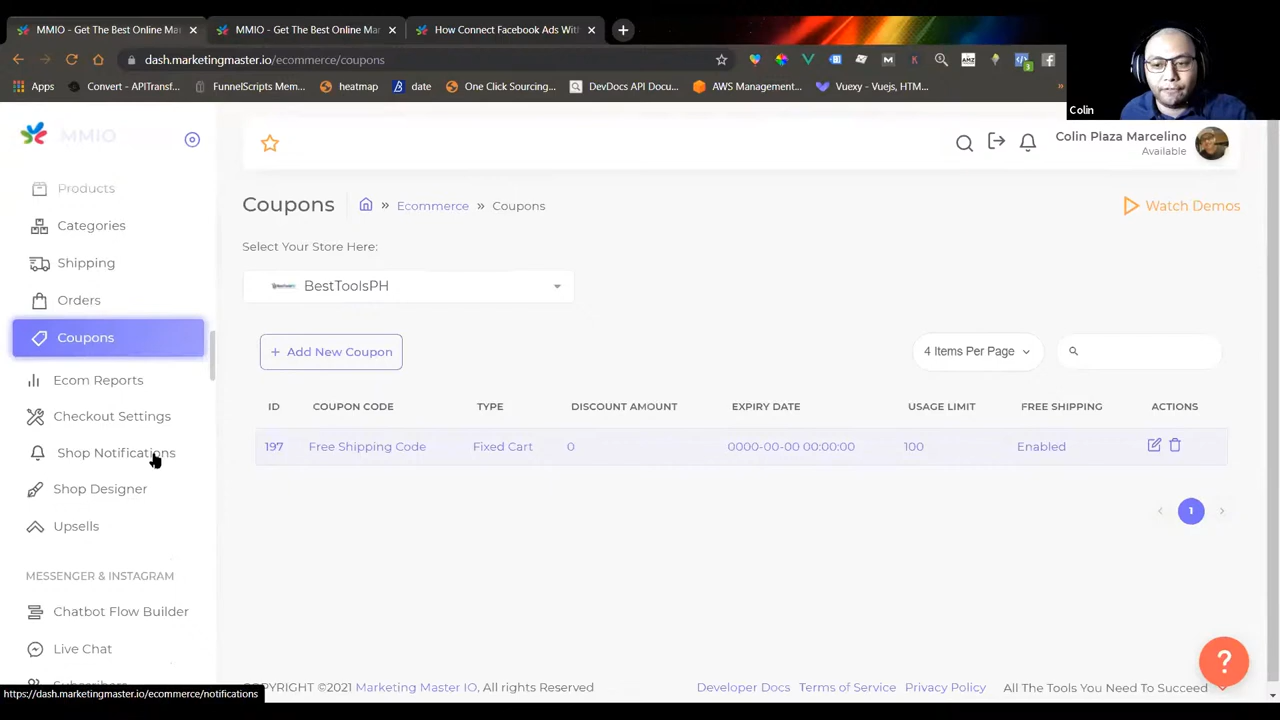 MMIO - Get The Best Online Ma
MMIO - Get The Best Online Ma
How Connect Facebook Ads Wit
dash.marketingmaster.io/ecommerce/coupons
Apps
Convert - APITransf...
FunnelScripts Mem...
heatmap
date
One Click Sourcing...
DevDocs API Docu...
AWS Management...
Vuexy - Vuejs, HTM...
»
Colin
MMIO
Colin Plaza Marcelino
Available
Products
Categories
Shipping
Orders
Coupons
Ecom Reports
Checkout Settings
Shop Notifications
Shop Designer
Upsells
MESSENGER & INSTAGRAM
Chatbot Flow Builder
Live Chat
Subscribers
https://dash.marketingmaster.io/ecommerce/notifications
Coupons » Ecommerce » Coupons
Watch Demos
Select Your Store Here:
BestToolsPH
+ Add New Coupon
4 Items Per Page
ID COUPON CODE TYPE DISCOUNT AMOUNT EXPIRY DATE USAGE LIMIT FREE SHIPPING ACTIONS
197 Free Shipping Code Fixed Cart 0 0000-00-00 00:00:00 100 Enabled
‹ 1 ›
?
COPYRIGHT ©2021 Marketing Master IO, All rights Reserved
Developer Docs Terms of Service Privacy Policy All The Tools You Need To Succeed